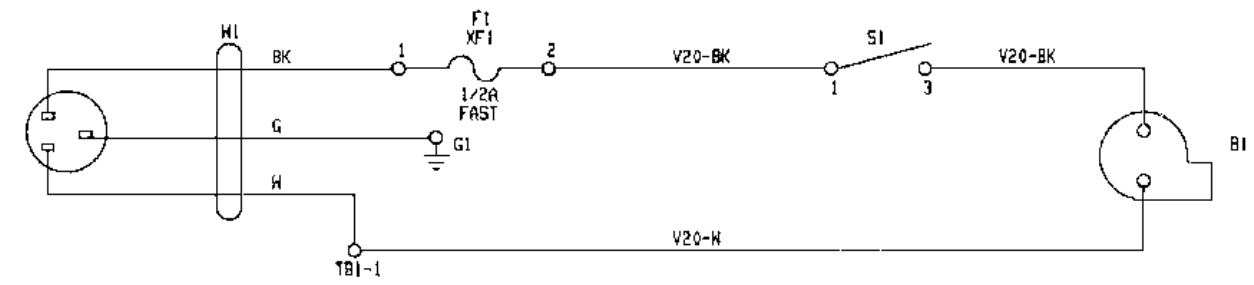 W1
BK
1
F1
XF1
1/2A
FAST
2
V20-BK
S1
1
3
V20-BK
G
G1
B1
W
V20-W
TB1-1